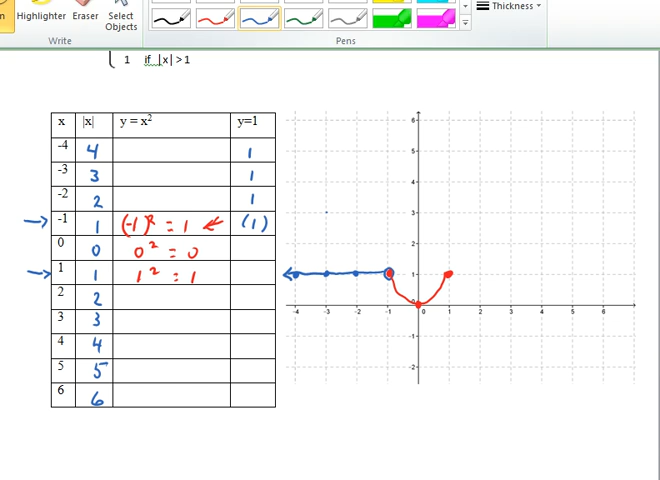 Highlighter Eraser Select Objects
Thickness
Write Pens
1 if |x| > 1
x |x| y = x² y=1
-4 4 1
-3 3 1
-2 2 1
-1 1 (-1)² = 1 (1)
0 0 0² = 0
1 1 1² = 1
2 2
3 3
4 4
5 5
6 6
6
5
4
3
2
1
0
-4 -3 -2 -1 0 1 2 3 4 5 6
-1
-2